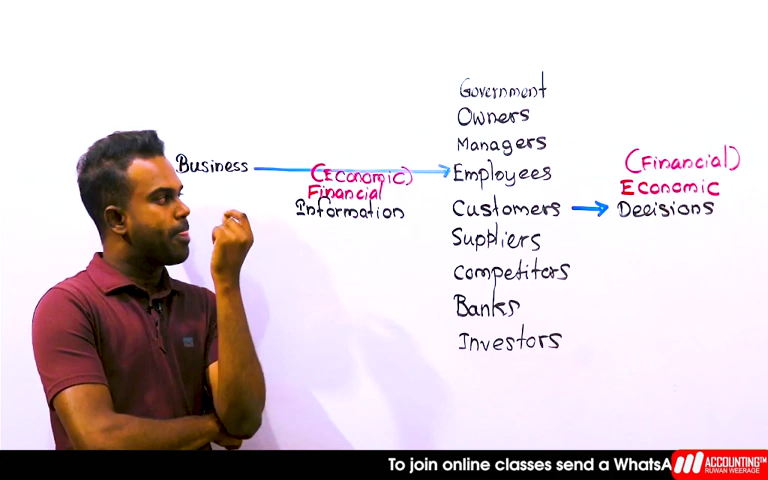 Business
(Economic)
Financial
Information
Government
Owners
Managers
Employees
Customers
Suppliers
competitors
Banks
Investors
(Financial)
Economic
Decisions
To join online classes send a WhatsA
ACCOUNTING™
RUWAN WEERAGE